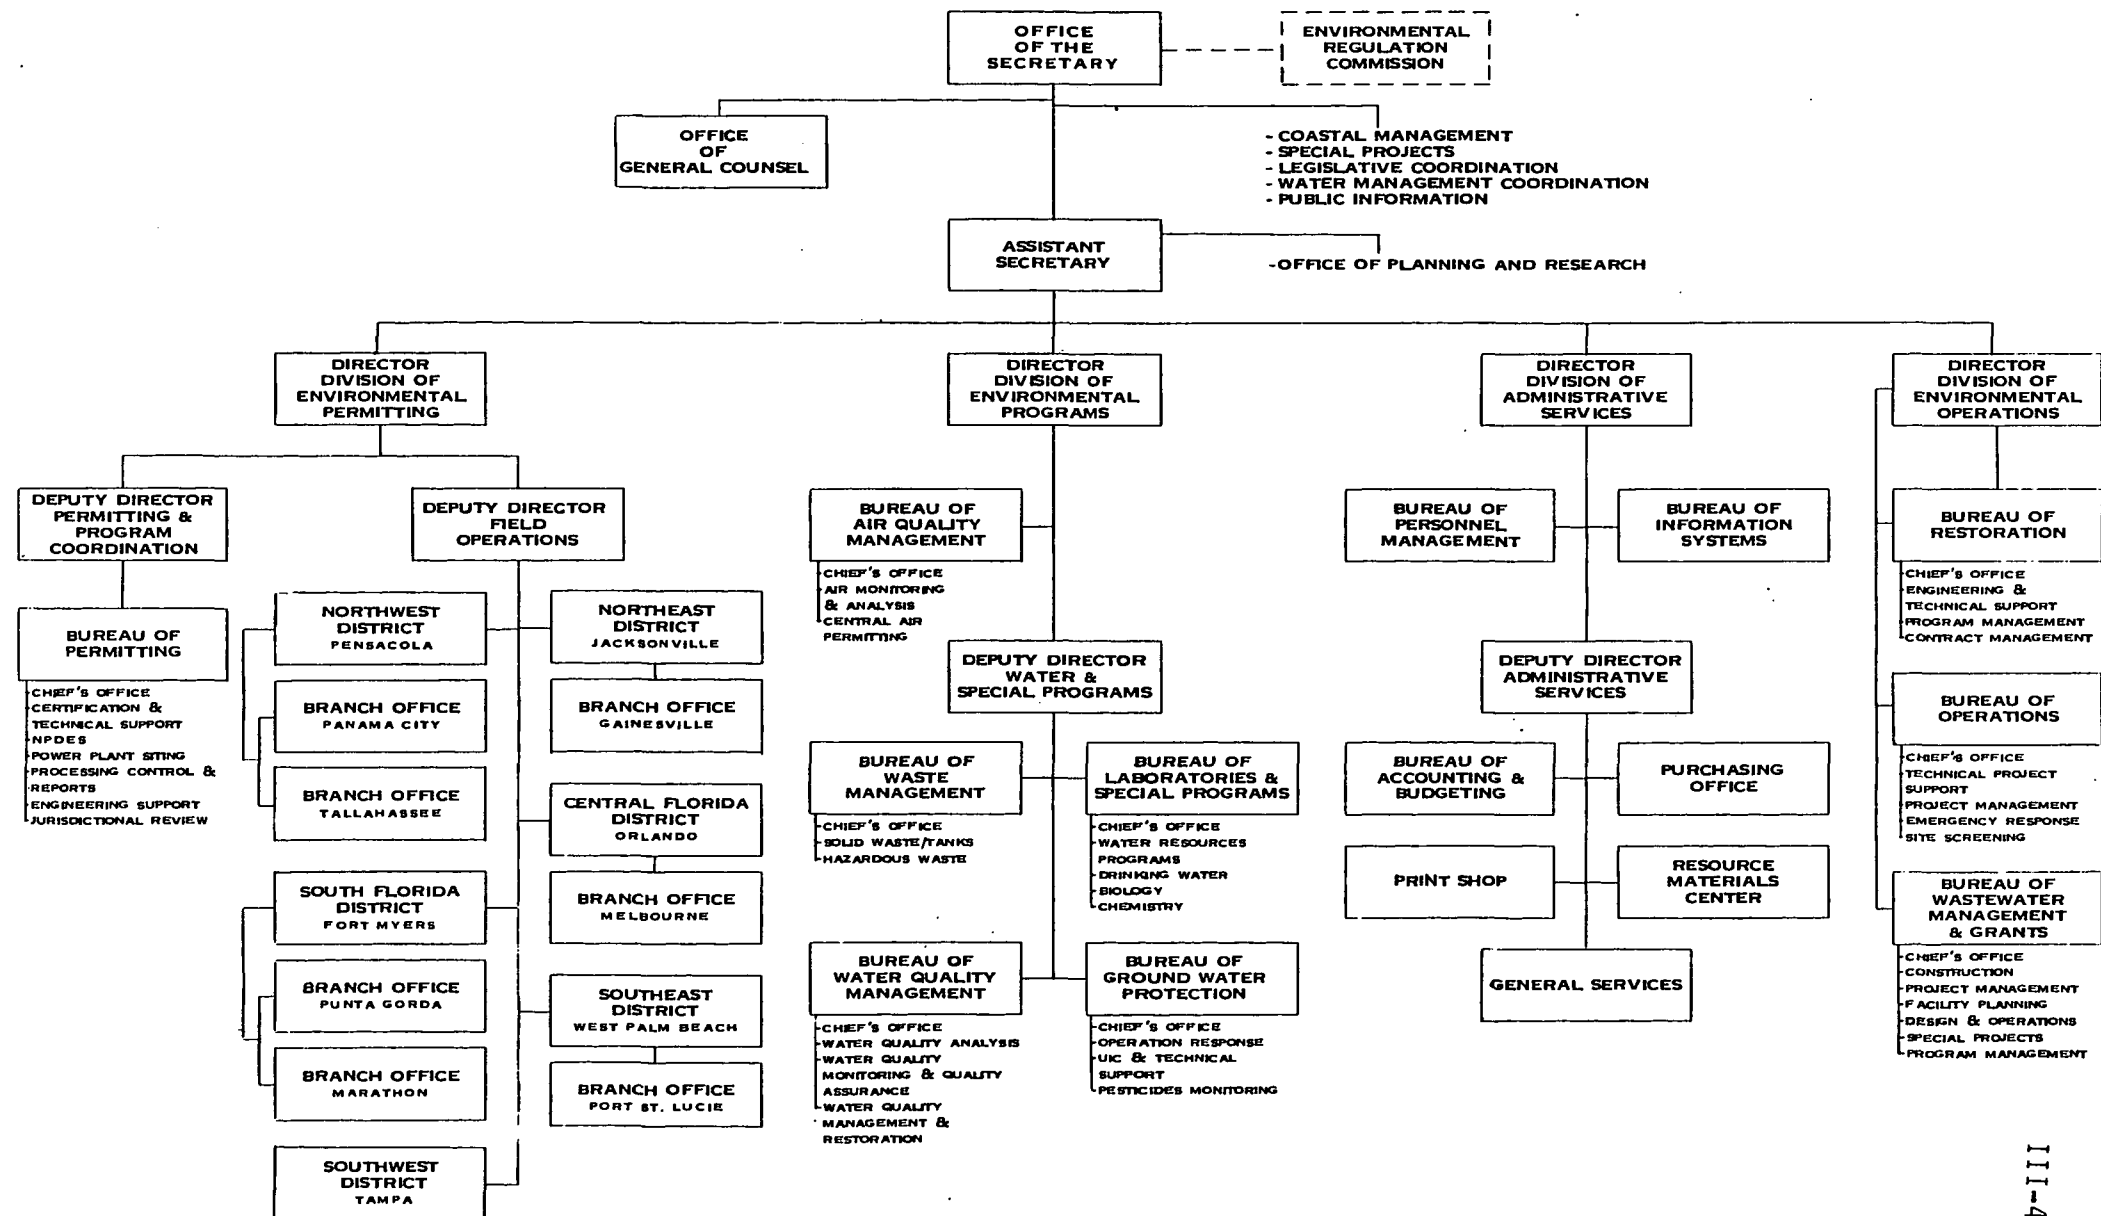 OFFICE
OF THE
SECRETARY
ENVIRONMENTAL
REGULATION
COMMISSION
OFFICE
OF
GENERAL COUNSEL
- COASTAL MANAGEMENT
- SPECIAL PROJECTS
- LEGISLATIVE COORDINATION
- WATER MANAGEMENT COORDINATION
- PUBLIC INFORMATION
ASSISTANT
SECRETARY
-OFFICE OF PLANNING AND RESEARCH
DIRECTOR
DIVISION OF
ENVIRONMENTAL
PERMITTING
DIRECTOR
DIVISION OF
ENVIRONMENTAL
PROGRAMS
DIRECTOR
DIVISION OF
ADMINISTRATIVE
SERVICES
DIRECTOR
DIVISION OF
ENVIRONMENTAL
OPERATIONS
DEPUTY DIRECTOR
PERMITTING &
PROGRAM
COORDINATION
DEPUTY DIRECTOR
FIELD
OPERATIONS
BUREAU OF
PERMITTING
-CHIEF'S OFFICE
-CERTIFICATION &
TECHNICAL SUPPORT
-NPDES
-POWER PLANT SITING
-PROCESSING CONTROL &
REPORTS
-ENGINEERING SUPPORT
-JURISDICTIONAL REVIEW
NORTHWEST
DISTRICT
PENSACOLA
BRANCH OFFICE
PANAMA CITY
BRANCH OFFICE
TALLAHASSEE
SOUTH FLORIDA
DISTRICT
FORT MYERS
BRANCH OFFICE
PUNTA GORDA
BRANCH OFFICE
MARATHON
SOUTHWEST
DISTRICT
TAMPA
NORTHEAST
DISTRICT
JACKSONVILLE
BRANCH OFFICE
GAINESVILLE
CENTRAL FLORIDA
DISTRICT
ORLANDO
BRANCH OFFICE
MELBOURNE
SOUTHEAST
DISTRICT
WEST PALM BEACH
BRANCH OFFICE
PORT ST. LUCIE
BUREAU OF
AIR QUALITY
MANAGEMENT
-CHIEF'S OFFICE
-AIR MONITORING
& ANALYSIS
-CENTRAL AIR
PERMITTING
DEPUTY DIRECTOR
WATER &
SPECIAL PROGRAMS
BUREAU OF
WASTE
MANAGEMENT
-CHIEF'S OFFICE
-SOLID WASTE/TANKS
-HAZARDOUS WASTE
BUREAU OF
LABORATORIES &
SPECIAL PROGRAMS
-CHIEF'S OFFICE
-WATER RESOURCES
PROGRAMS
-DRINKING WATER
-BIOLOGY
-CHEMISTRY
BUREAU OF
WATER QUALITY
MANAGEMENT
-CHIEF'S OFFICE
-WATER QUALITY ANALYSIS
-WATER QUALITY
MONITORING & QUALITY
ASSURANCE
-WATER QUALITY
MANAGEMENT &
RESTORATION
BUREAU OF
GROUND WATER
PROTECTION
-CHIEF'S OFFICE
-OPERATION RESPONSE
-UIC & TECHNICAL
SUPPORT
-PESTICIDES MONITORING
BUREAU OF
PERSONNEL
MANAGEMENT
BUREAU OF
INFORMATION
SYSTEMS
DEPUTY DIRECTOR
ADMINISTRATIVE
SERVICES
BUREAU OF
ACCOUNTING &
BUDGETING
PURCHASING
OFFICE
PRINT SHOP
RESOURCE
MATERIALS
CENTER
GENERAL SERVICES
BUREAU OF
RESTORATION
-CHIEF'S OFFICE
-ENGINEERING &
TECHNICAL SUPPORT
-PROGRAM MANAGEMENT
-CONTRACT MANAGEMENT
BUREAU OF
OPERATIONS
-CHIEF'S OFFICE
-TECHNICAL PROJECT
SUPPORT
-PROJECT MANAGEMENT
-EMERGENCY RESPONSE
-SITE SCREENING
BUREAU OF
WASTEWATER
MANAGEMENT
& GRANTS
-CHIEF'S OFFICE
-CONSTRUCTION
-PROJECT MANAGEMENT
-FACILITY PLANNING
-DESIGN & OPERATIONS
-SPECIAL PROJECTS
-PROGRAM MANAGEMENT
III-4